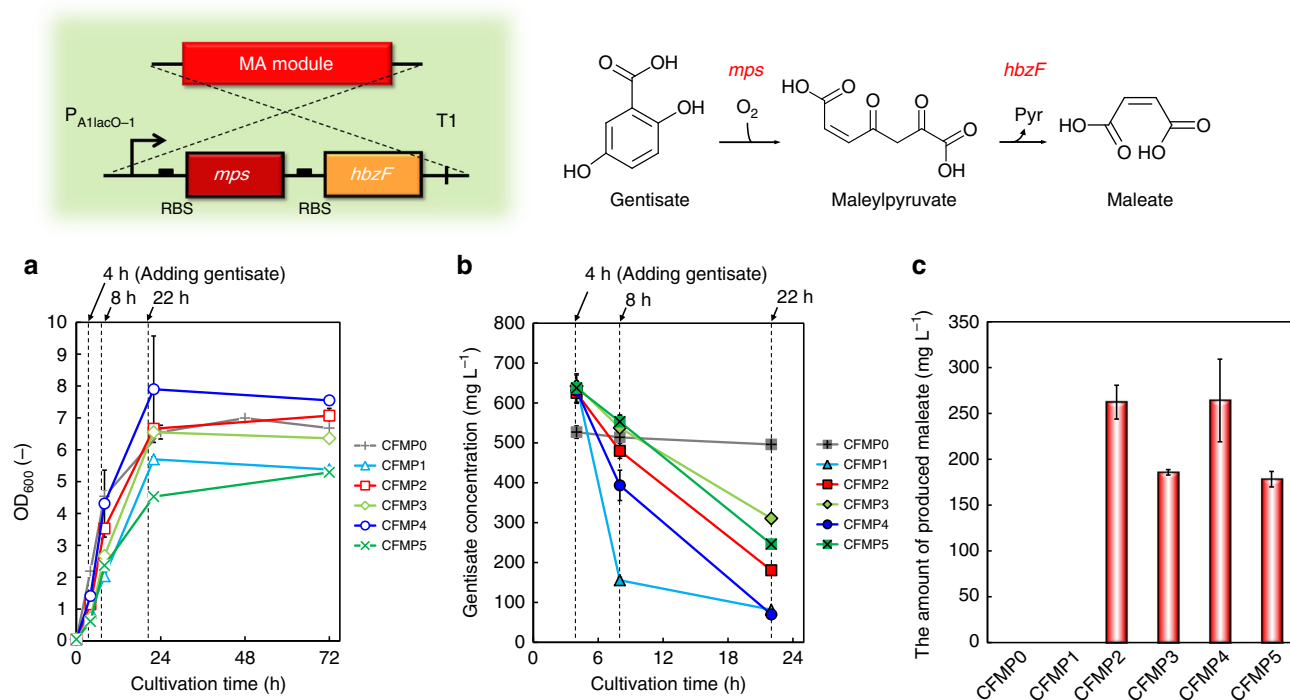 MA module
P_A1lacO–1
T1
mps
hbzF
RBS
RBS
OH
O
OH
HO
Gentisate
mps
O₂
O
HO
O
O
O
OH
Maleylpyruvate
hbzF
Pyr
HO
O
O
HO
Maleate
a
4 h (Adding gentisate)
8 h
22 h
OD₆₀₀ (–)
10
9
8
7
6
5
4
3
2
1
0
0
24
48
72
Cultivation time (h)
CFMP0
CFMP1
CFMP2
CFMP3
CFMP4
CFMP5
b
4 h (Adding gentisate)
8 h
22 h
Gentisate concentration (mg L⁻¹)
800
700
600
500
400
300
200
100
0
0
6
12
18
24
Cultivation time (h)
CFMP0
CFMP1
CFMP2
CFMP3
CFMP4
CFMP5
c
The amount of produced maleate (mg L⁻¹)
350
300
250
200
150
100
50
0
CFMP0
CFMP1
CFMP2
CFMP3
CFMP4
CFMP5